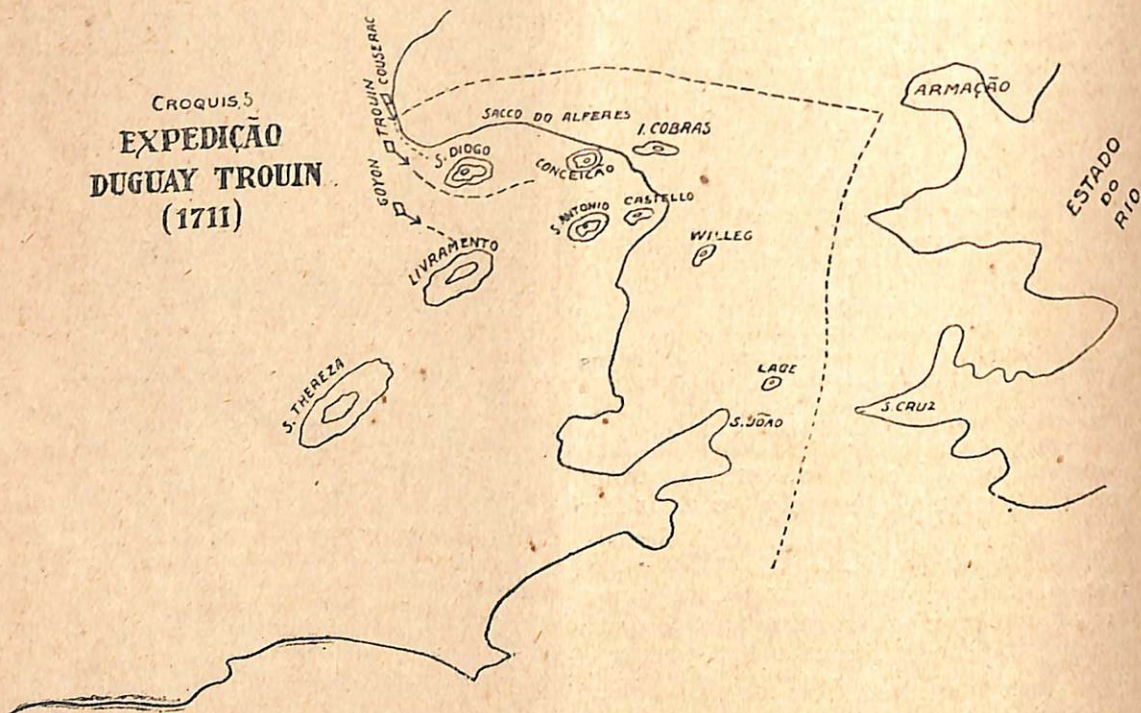 CROQUIS, 5
EXPEDIÇÃO
DUGUAY TROUIN
(1711)
COUSERAC
TROUIN
GOYON
SACCO DO ALFERES
I. COBRAS
ARMAÇÃO
S. DIOGO
CONCEIÇÃO
S. ANTONIO
CASTELLO
WILLEG
LIVRAMENTO
ESTADO
DO
RIO
S. THEREZA
LAGE
S. JOÃO
S. CRUZ